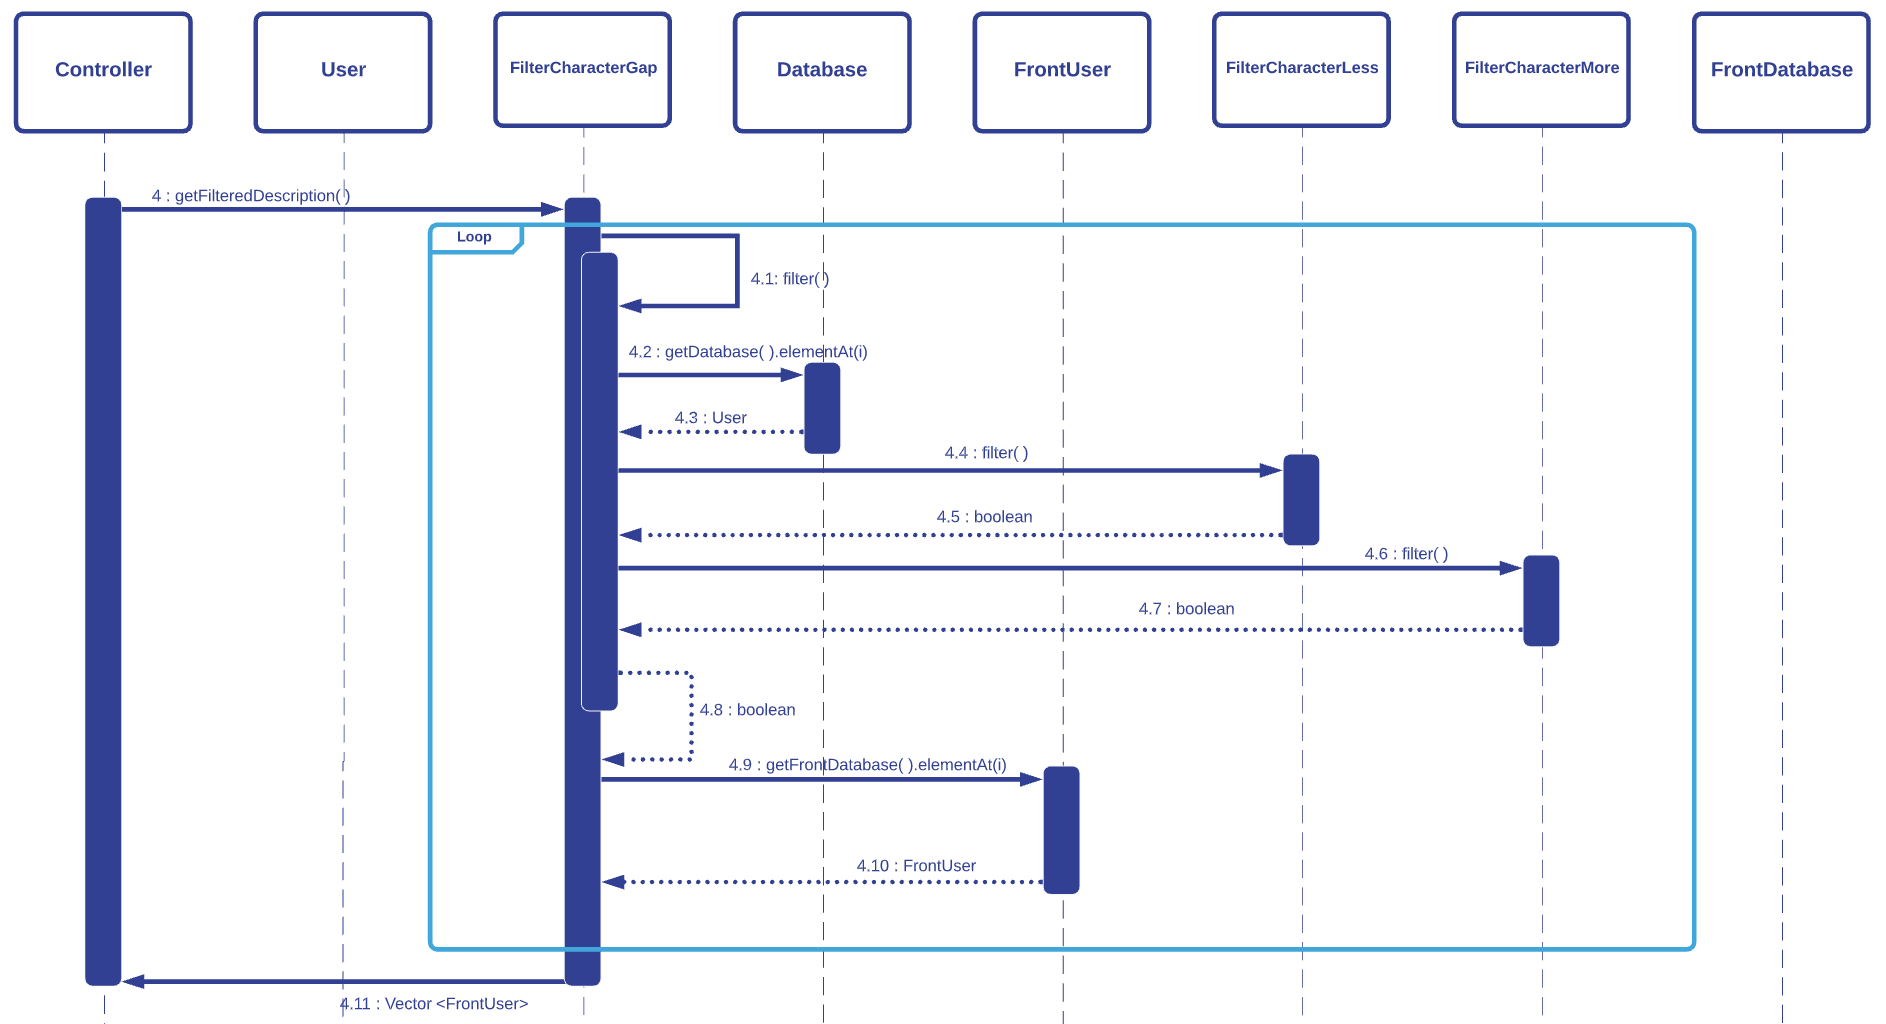 Controller
User
FilterCharacterGap
Database
FrontUser
FilterCharacterLess
FilterCharacterMore
FrontDatabase
4 : getFilteredDescription( )
Loop
4.1: filter( )
4.2 : getDatabase( ).elementAt(i)
4.3 : User
4.4 : filter( )
4.5 : boolean
4.6 : filter( )
4.7 : boolean
4.8 : boolean
4.9 : getFrontDatabase( ).elementAt(i)
4.10 : FrontUser
4.11 : Vector <FrontUser>